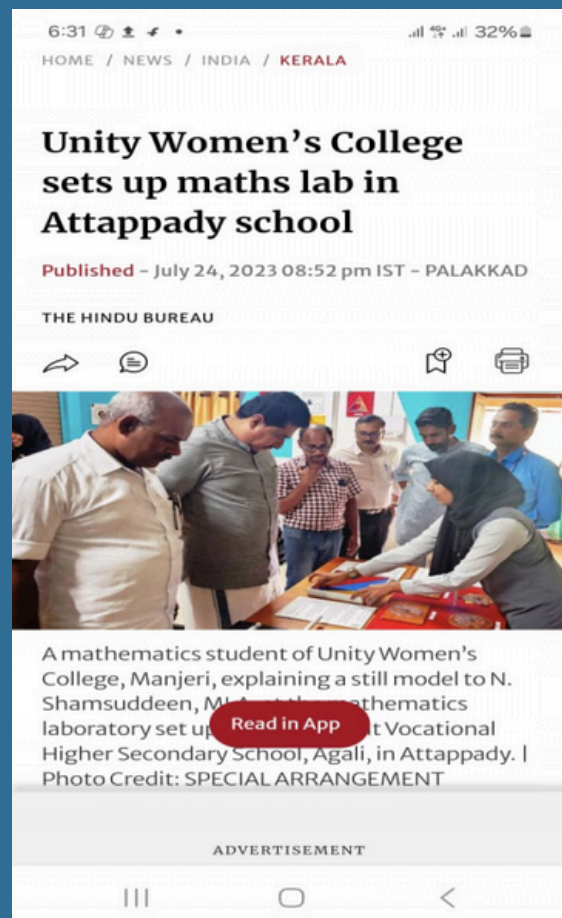 6:31
32%
HOME / NEWS / INDIA / KERALA
Unity Women's College
sets up maths lab in
Attappady school
Published - July 24, 2023 08:52 pm IST - PALAKKAD
THE HINDU BUREAU
A mathematics student of Unity Women's
College, Manjeri, explaining a still model to N.
Shamsuddeen, mathematics
laboratory set up Vocational
Read in App
Higher Secondary School, Agali, in Attappady. |
Photo Credit: SPECIAL ARRANGEMENT
ADVERTISEMENT